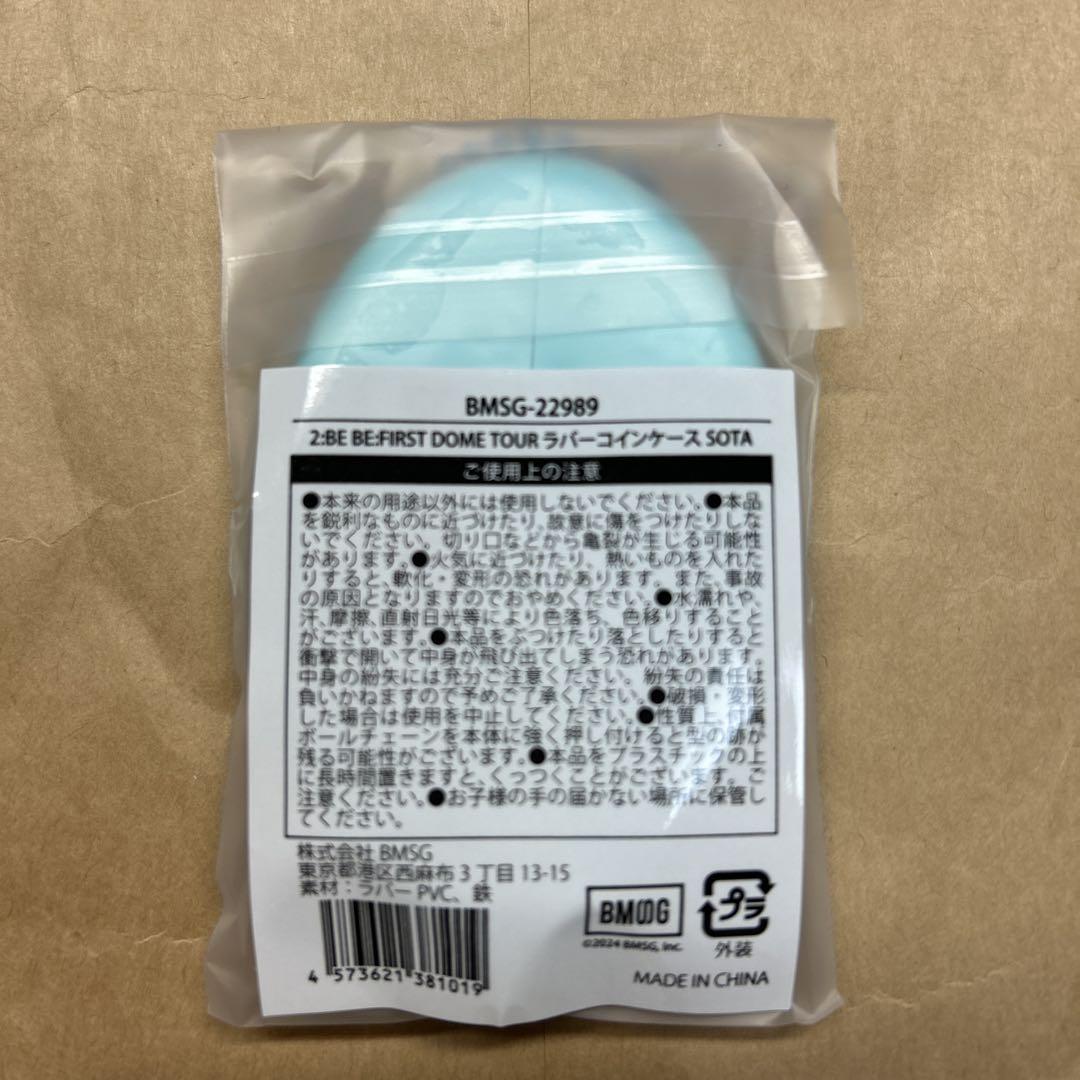 BMSG-22989
2:BE BE:FIRST DOME TOUR ラバーコインケース SOTA
ご使用上の注意
●本来の用途以外には使用しないでください。●本品
を鋭利なものに近づけたり、故意に傷をつけたりしな
いでください。切り口などから亀裂が生じる可能性
があります。●火気に近づけたり、熱いものを入れた
りすると、軟化・変形の恐れがあります。また、事故
の原因となりますのでおやめください。●水濡れや、
汗、摩擦、直射日光等により色落ち、色移りすること
がございます。●本品をぶつけたり落としたりすると
衝撃で開いて中身が飛び出てしまう恐れがあります。
中身の紛失には充分ご注意ください。紛失の責任は
負いかねますので予めご了承ください。●破損・変形
した場合は使用を中止してください。●性質上、付属
ボールチェーンを本体に強く押し付けると型の跡が
残る可能性がございます。●本品をプラスチックの上
に長時間置きますと、くっつくことがございます。ご
注意ください。●お子様の手の届かない場所に保管し
てください。
株式会社 BMSG
東京都港区西麻布 3 丁目 13-15
素材：ラバー PVC、鉄
4 573621 381019
BMSG
©2024 BMSG, Inc.
プラ
外装
MADE IN CHINA